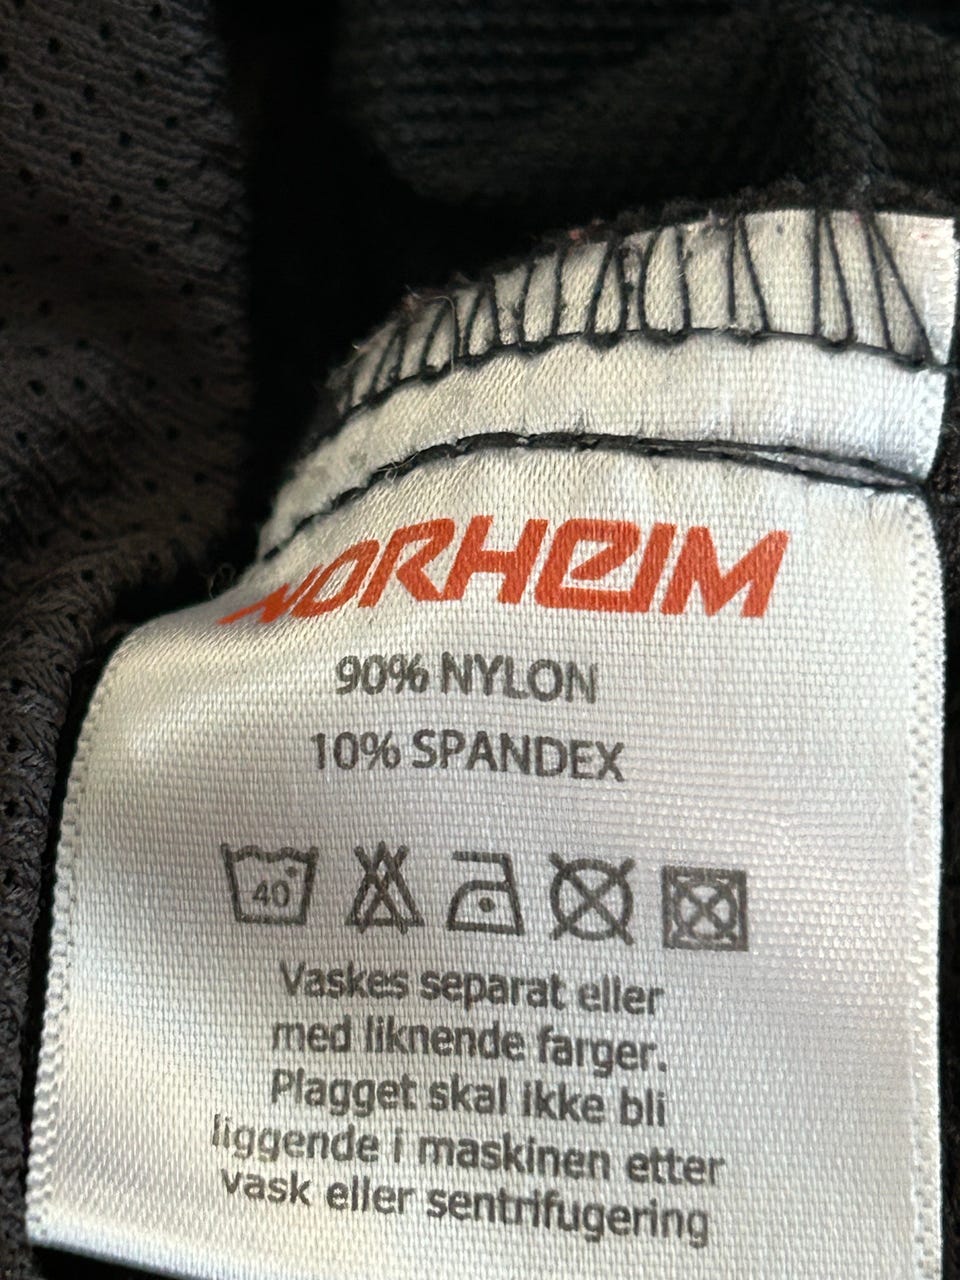 NORHEIM
90% NYLON
10% SPANDEX
40°
Vaskes separat eller
med liknende farger.
Plagget skal ikke bli
liggende i maskinen etter
vask eller sentrifugering